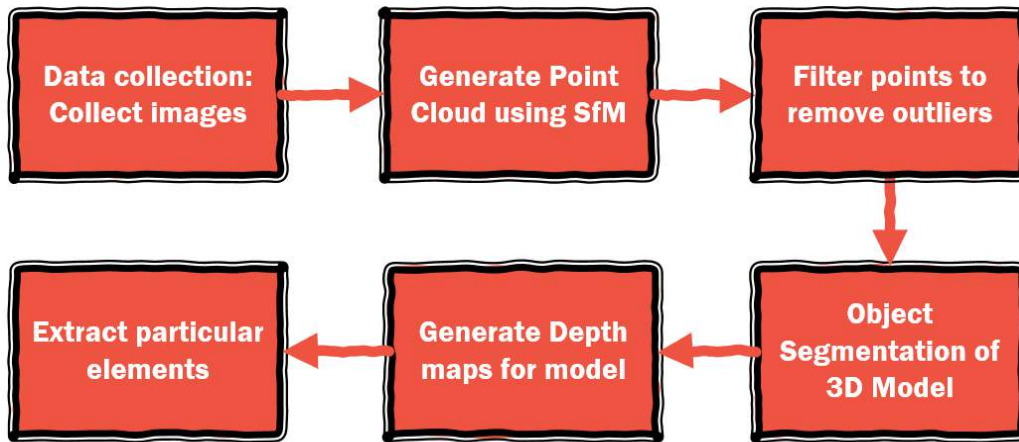 Data collection:
Collect images
Generate Point
Cloud using SfM
Filter points to
remove outliers
Object
Segmentation of
3D Model
Generate Depth
maps for model
Extract particular
elements